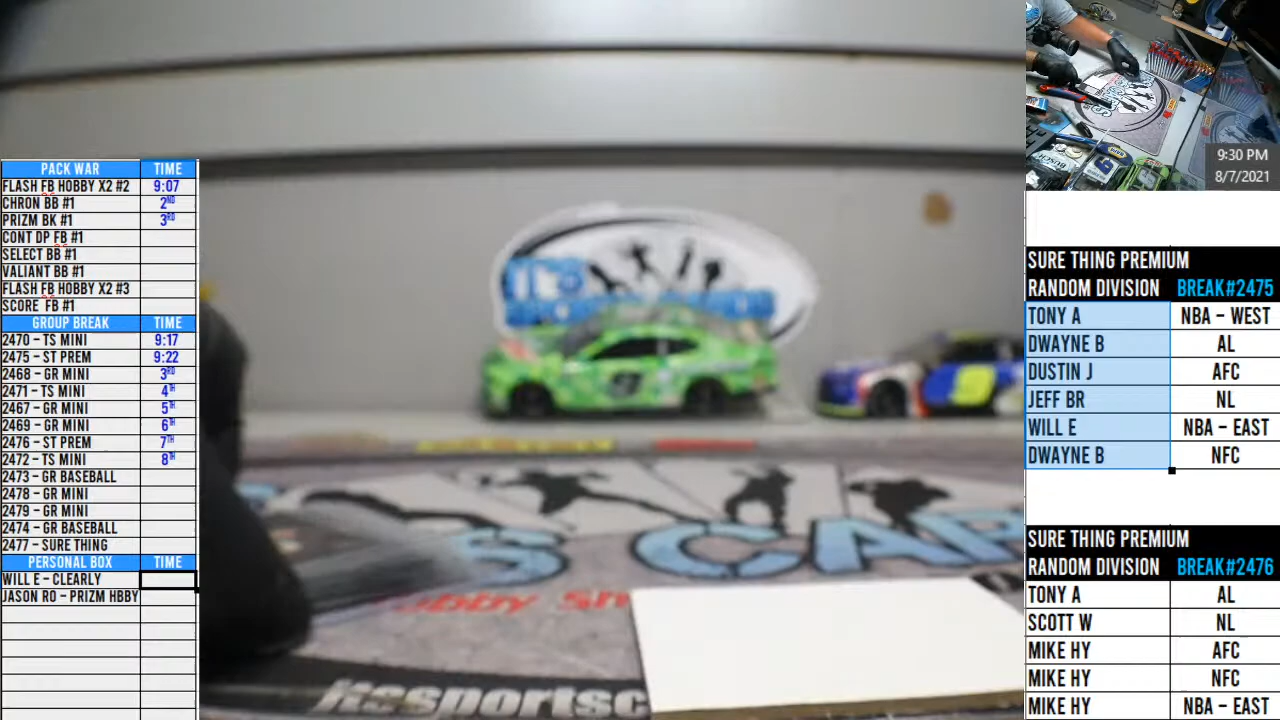 PACK WAR TIME
FLASH FB HOBBY X2 #2 9:07
CHRON BB #1 2ND
PRIZM BK #1 3RD
CONT DP FB #1
SELECT BB #1
VALIANT BB #1
FLASH FB HOBBY X2 #3
SCORE FB #1
GROUP BREAK TIME
2470 – TS MINI 9:17
2475 – ST PREM 9:22
2468 – GR MINI 3RD
2471 – TS MINI 4TH
2467 – GR MINI 5TH
2469 – GR MINI 6TH
2476 – ST PREM 7TH
2472 – TS MINI 8TH
2473 – GR BASEBALL
2478 – GR MINI
2479 – GR MINI
2474 – GR BASEBALL
2477 – SURE THING
PERSONAL BOX TIME
WILL E – CLEARLY
JASON RO – PRIZM HBBY
IT'S
S CAR
obby Sh
itssportsc
9:30 PM
8/7/2021
SURE THING PREMIUM
RANDOM DIVISION BREAK#2475
TONY A NBA – WEST
DWAYNE B AL
DUSTIN J AFC
JEFF BR NL
WILL E NBA – EAST
DWAYNE B NFC
SURE THING PREMIUM
RANDOM DIVISION BREAK#2476
TONY A AL
SCOTT W NL
MIKE HY AFC
MIKE HY NFC
MIKE HY NBA – EAST